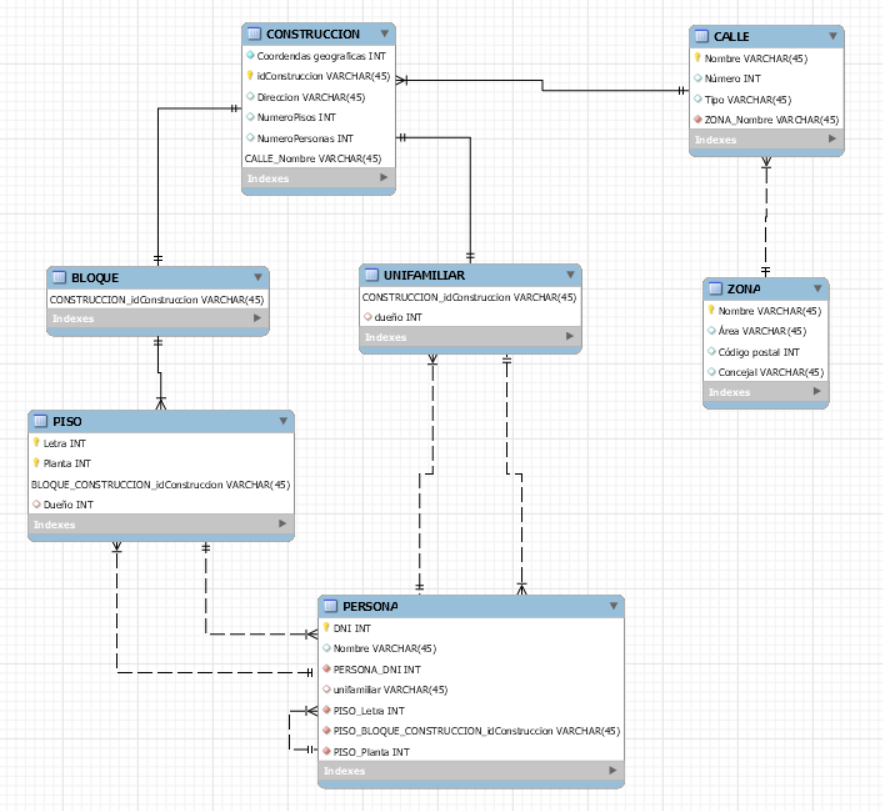 CONSTRUCCION
Coordendas geograficas INT
idConstruccion VARCHAR(45)
Direccion VARCHAR(45)
NumeroPisos INT
NumeroPersonas INT
CALLE_Nombre VARCHAR(45)
Indexes
CALLE
Nombre VARCHAR(45)
Número INT
Tipo VARCHAR(45)
ZONA_Nombre VARCHAR(45)
Indexes
BLOQUE
CONSTRUCCION_idConstruccion VARCHAR(45)
Indexes
UNIFAMILIAR
CONSTRUCCION_idConstruccion VARCHAR(45)
dueño INT
Indexes
ZONA
Nombre VARCHAR(45)
Área VARCHAR(45)
Código postal INT
Concejal VARCHAR(45)
Indexes
PISO
Letra INT
Planta INT
BLOQUE_CONSTRUCCION_idConstruccion VARCHAR(45)
Dueño INT
Indexes
PERSONA
DNI INT
Nombre VARCHAR(45)
PERSONA_DNI INT
unifamiliar VARCHAR(45)
PISO_Letra INT
PISO_BLOQUE_CONSTRUCCION_idConstruccion VARCHAR(45)
PISO_Planta INT
Indexes